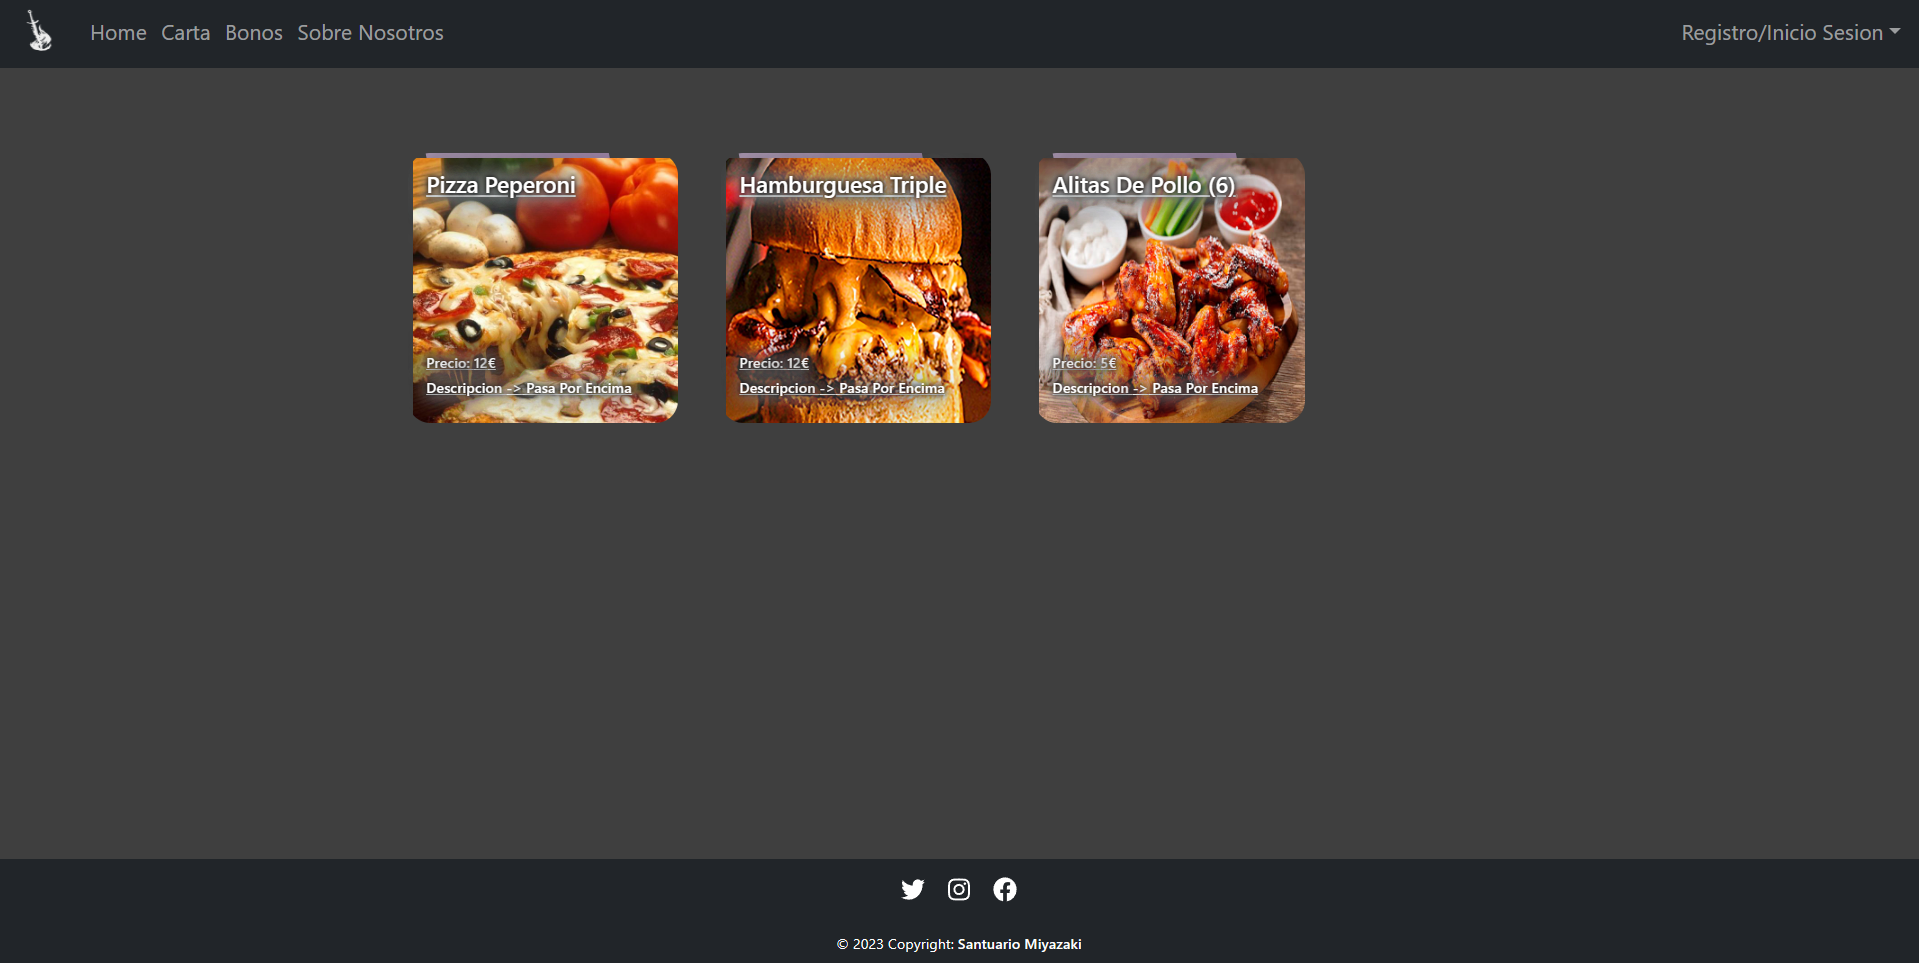 Home Carta Bonos Sobre Nosotros Registro/Inicio Sesion
Pizza Peperoni
Precio: 12€
Descripcion -> Pasa Por Encima
Hamburguesa Triple
Precio: 12€
Descripcion -> Pasa Por Encima
Alitas De Pollo (6)
Precio: 5€
Descripcion -> Pasa Por Encima
© 2023 Copyright: Santuario Miyazaki